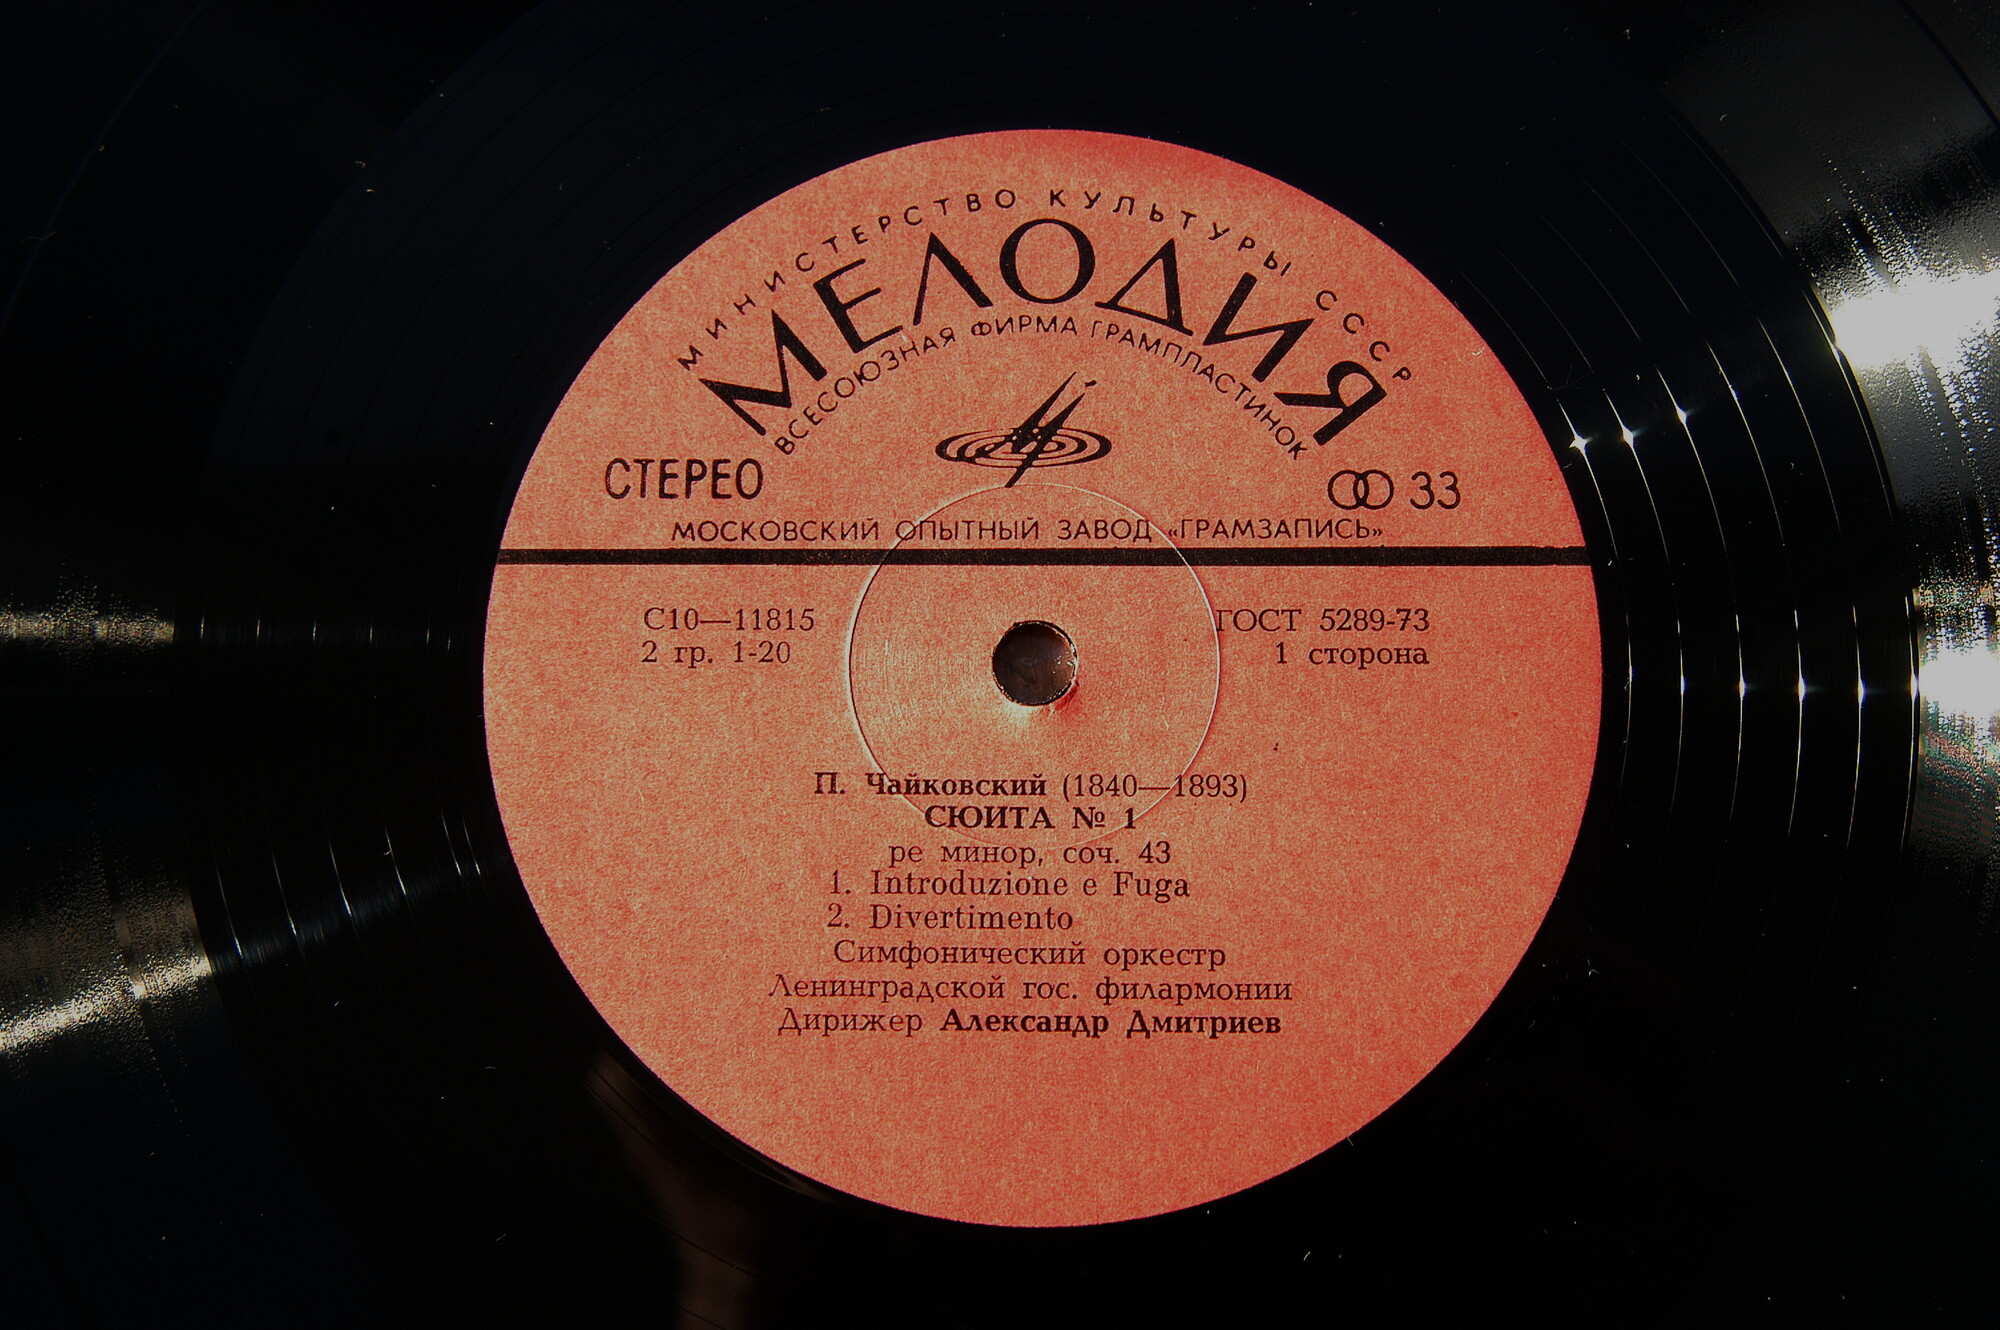 МИНИСТЕРСТВО КУЛЬТУРЫ СССР
МЕЛОДИЯ
ВСЕСОЮЗНАЯ ФИРМА ГРАМПЛАСТИНОК
СТЕРЕО
33
МОСКОВСКИЙ ОПЫТНЫЙ ЗАВОД «ГРАМЗАПИСЬ»
С10—11815
ГОСТ 5289-73
2 гр. 1-20
1 сторона
П. Чайковский (1840—1893)
СЮИТА № 1
ре минор, соч. 43
1. Introduzione e Fuga
2. Divertimento
Симфонический оркестр
Ленинградской гос. филармонии
Дирижер Александр Дмитриев